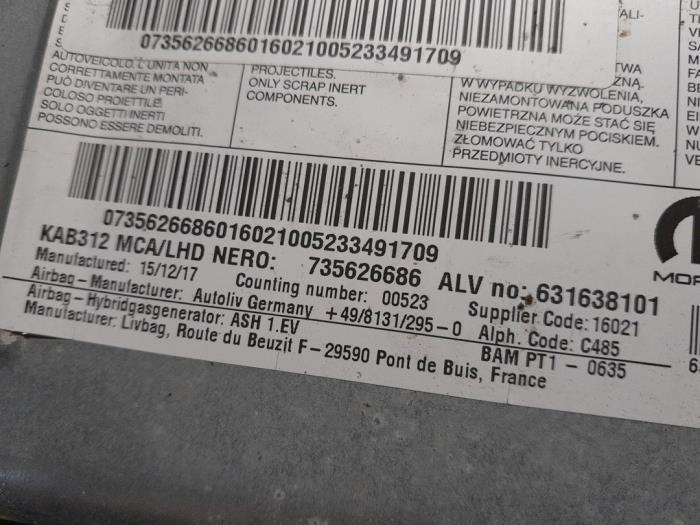 0735626686016021005233491709
AUTOVEICOLO. L'UNITA NON
CORRETTAMENTE MONTATA
PUÒ DIVENTARE UN PERI-
COLOSO PROIETTILE.
SOLO OGGETTI INERTI
POSSONO ESSERE DEMOLITI.
PROJECTILES.
ONLY SCRAP INERT
COMPONENTS.
W WYPADKU WYZWOLENIA,
NIEZAMONTOWANA PODUSZKA
POWIETRZNA MOŻE STAĆ SIĘ
NIEBEZPIECZNYM POCISKIEM.
ZŁOMOWAĆ TYLKO
PRZEDMIOTY INERCYJNE.
0735626686016021005233491709
KAB312 MCA/LHD NERO: 735626686 ALV no: 631638101
Manufactured: 15/12/17 Counting number: 00523 Supplier Code: 16021
Airbag - Manufacturer: Autoliv Germany +49/8131/295-0 Alph. Code: C485
Airbag - Hybridgasgenerator: ASH 1.EV BAM PT1 - 0635
Manufacturer: Livbag, Route du Beuzit F - 29590 Pont de Buis, France